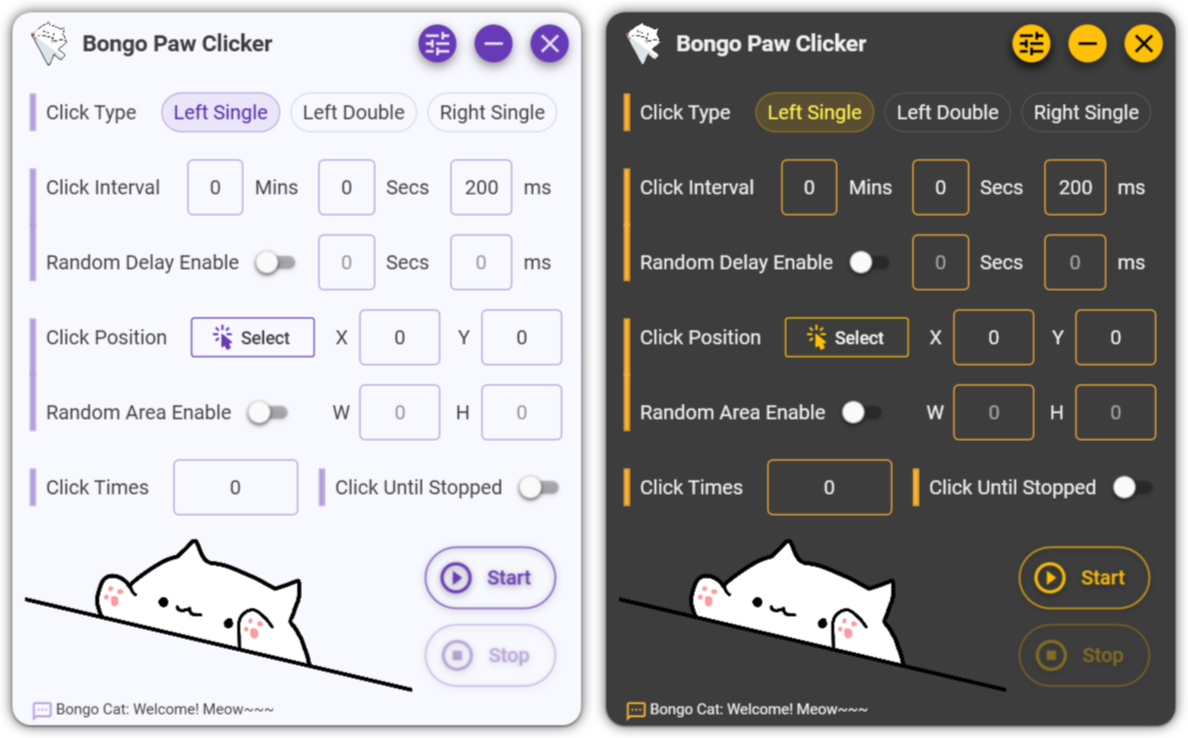 Bongo Paw Clicker
Click Type Left Single Left Double Right Single
Click Interval 0 Mins 0 Secs 200 ms
Random Delay Enable 0 Secs 0 ms
Click Position Select X 0 Y 0
Random Area Enable W 0 H 0
Click Times 0 Click Until Stopped
Start
Stop
Bongo Cat: Welcome! Meow~~~
Bongo Paw Clicker
Click Type Left Single Left Double Right Single
Click Interval 0 Mins 0 Secs 200 ms
Random Delay Enable 0 Secs 0 ms
Click Position Select X 0 Y 0
Random Area Enable W 0 H 0
Click Times 0 Click Until Stopped
Start
Stop
Bongo Cat: Welcome! Meow~~~